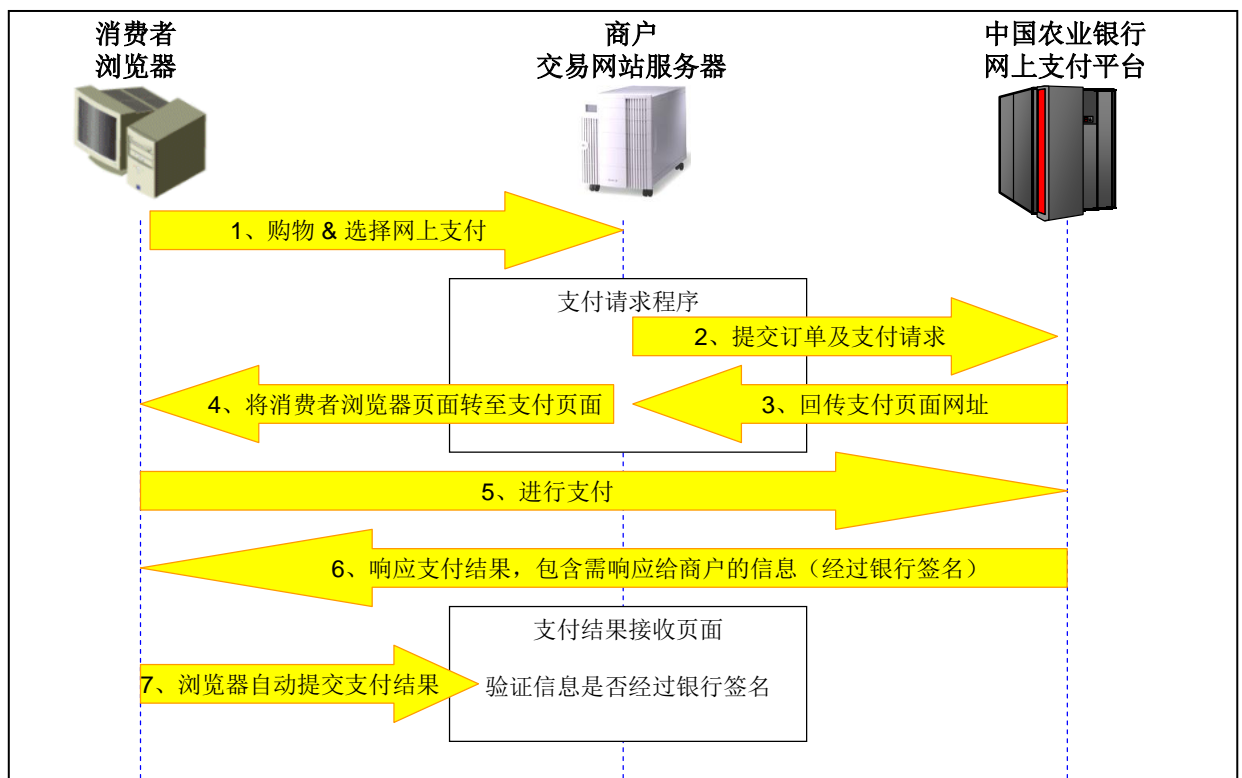 消费者
浏览器
商户
交易网站服务器
中国农业银行
网上支付平台
1、购物 & 选择网上支付
支付请求程序
2、提交订单及支付请求
4、将消费者浏览器页面转至支付页面
3、回传支付页面网址
5、进行支付
6、响应支付结果，包含需响应给商户的信息（经过银行签名）
支付结果接收页面
7、浏览器自动提交支付结果
验证信息是否经过银行签名